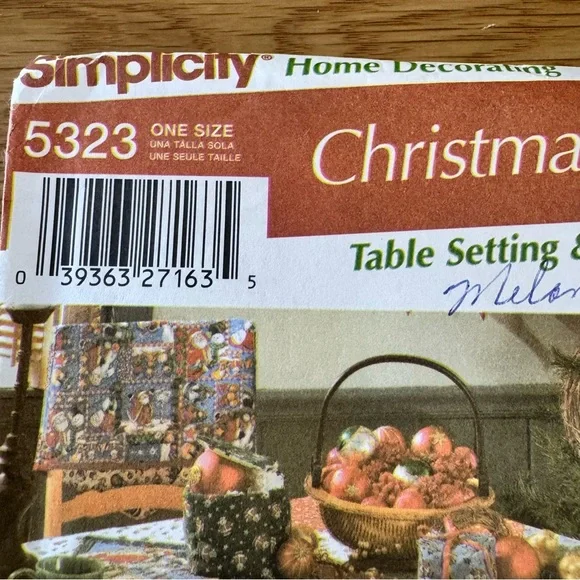 Simplicity® Home Decorating
5323 ONE SIZE
UNA TALLA SOLA
UNE SEULE TAILLE
Christma
0 39363 27163 5
Table Setting &